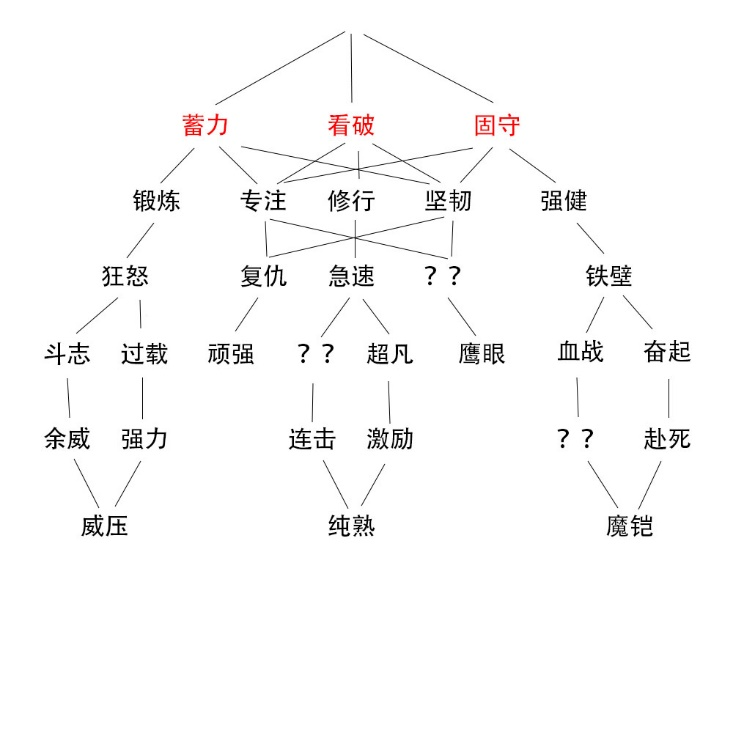 蓄力 看破 固守
锻炼 专注 修行 坚韧 强健
狂怒 复仇 急速 ？？ 铁壁
斗志 过载 顽强 ？？ 超凡 鹰眼 血战 奋起
余威 强力 连击 激励 ？？ 赴死
威压 纯熟 魔铠